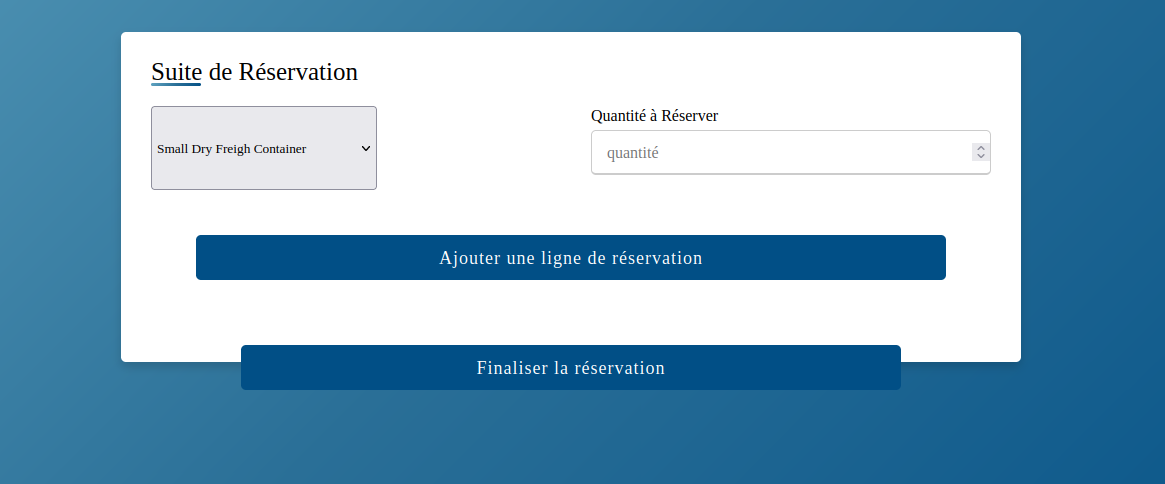 Suite de Réservation
Quantité à Réserver
Small Dry Freigh Container
quantité
Ajouter une ligne de réservation
Finaliser la réservation